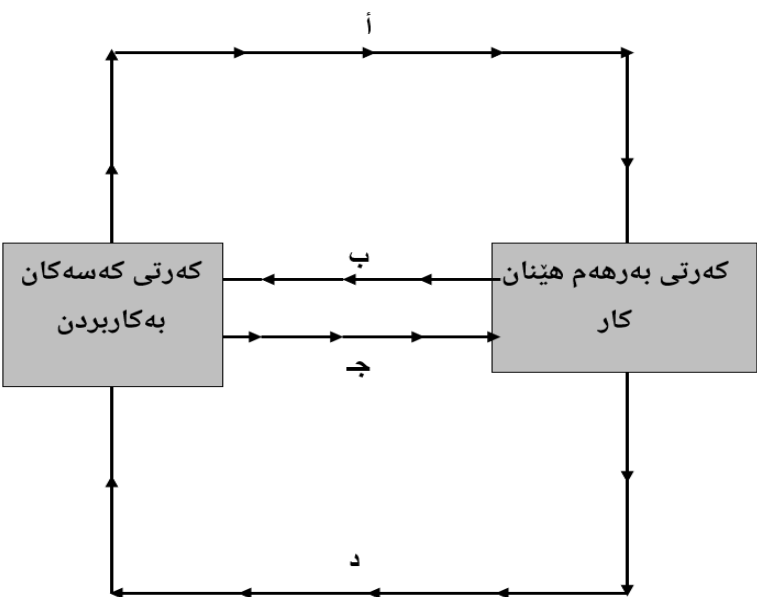 أ
کەرتی کەسەکان
بەکاربردن
ب
کەرتی بەرهەم هێنان
کار
جـ
د